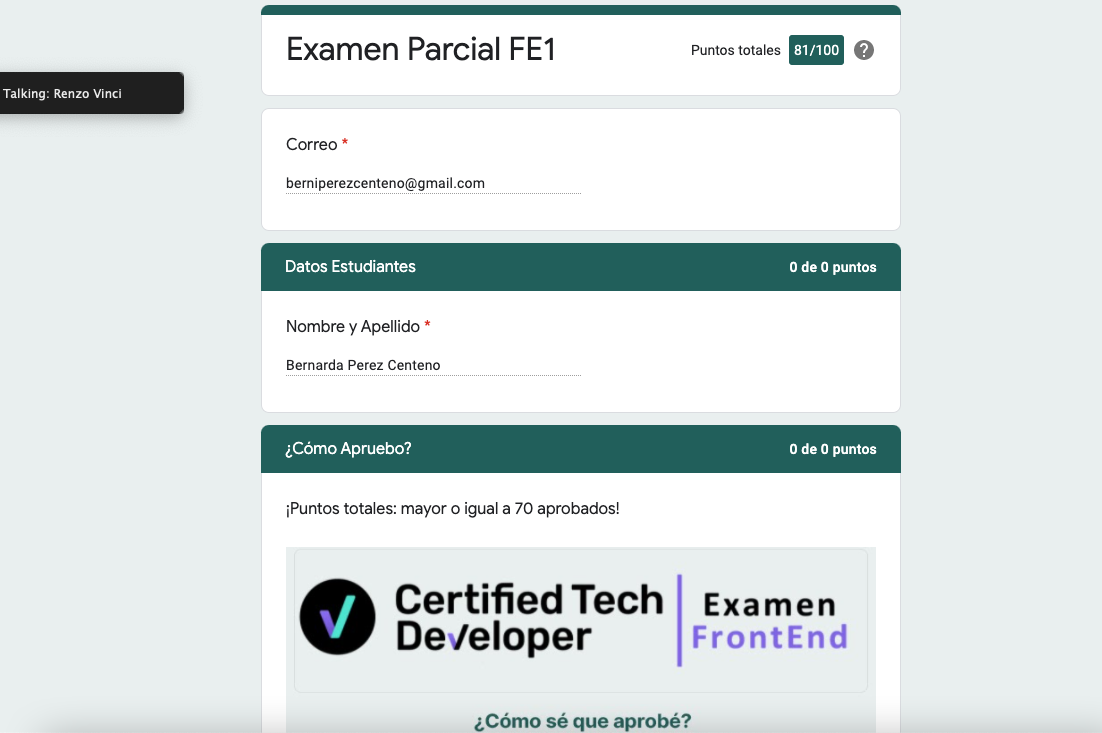 Examen Parcial FE1
Puntos totales 81/100 ?
Talking: Renzo Vinci
Correo *
berniperezcenteno@gmail.com
Datos Estudiantes 0 de 0 puntos
Nombre y Apellido *
Bernarda Perez Centeno
¿Cómo Apruebo? 0 de 0 puntos
¡Puntos totales: mayor o igual a 70 aprobados!
Certified Tech
Developer
Examen
FrontEnd
¿Cómo sé que aprobé?